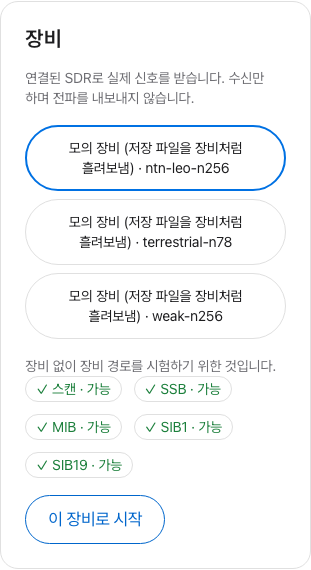 장비
연결된 SDR로 실제 신호를 받습니다. 수신만
하며 전파를 내보내지 않습니다.
모의 장비 (저장 파일을 장비처럼
흘려보냄) · ntn-leo-n256
모의 장비 (저장 파일을 장비처럼
흘려보냄) · terrestrial-n78
모의 장비 (저장 파일을 장비처럼
흘려보냄) · weak-n256
장비 없이 장비 경로를 시험하기 위한 것입니다.
✓ 스캔 · 가능 ✓ SSB · 가능
✓ MIB · 가능 ✓ SIB1 · 가능
✓ SIB19 · 가능
이 장비로 시작